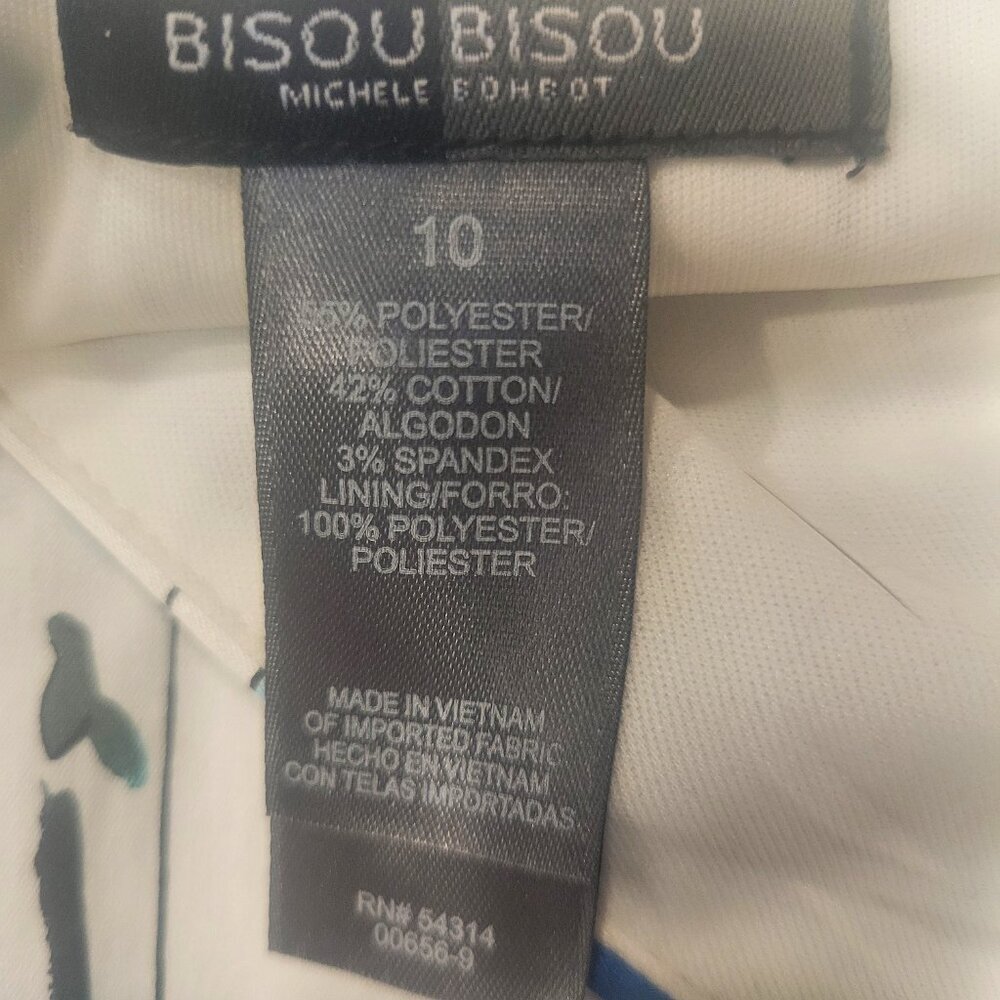 BISOU BISOU
MICHELE BOHBOT
10
55% POLYESTER/
POLIESTER
42% COTTON/
ALGODON
3% SPANDEX
LINING/FORRO:
100% POLYESTER/
POLIESTER
MADE IN VIETNAM
OF IMPORTED FABRIC
HECHO EN VIETNAM
CON TELAS IMPORTADAS
RN# 54314
00656-9